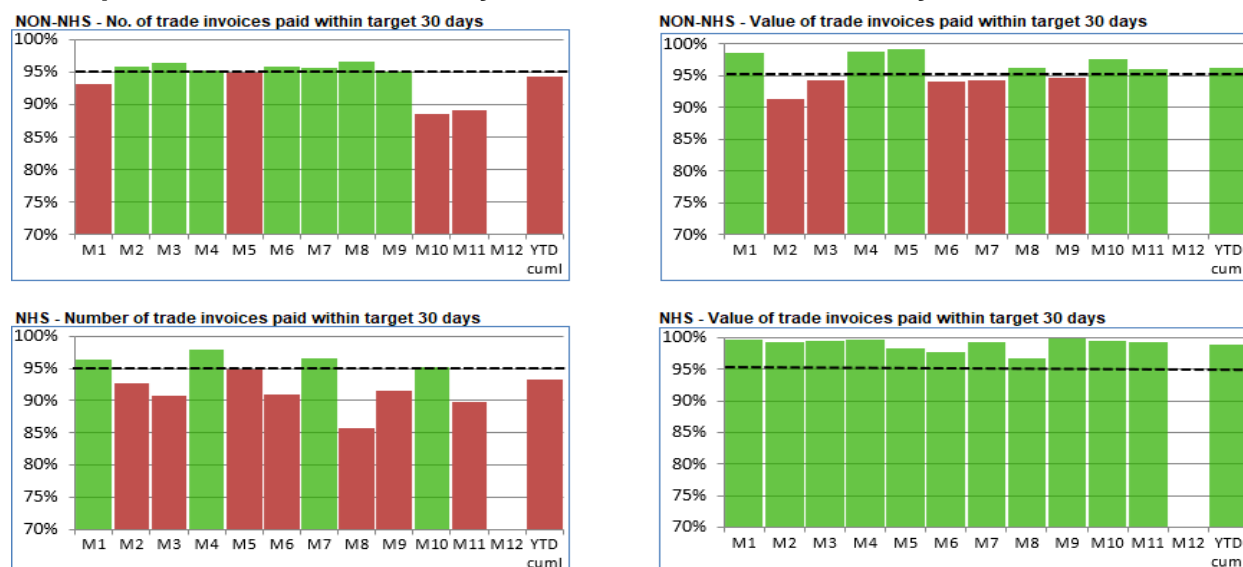 NON-NHS - No. of trade invoices paid within target 30 days
100%
95%
90%
85%
80%
75%
70%
M1 M2 M3 M4 M5 M6 M7 M8 M9 M10 M11 M12 YTD
cuml
NON-NHS - Value of trade invoices paid within target 30 days
100%
95%
90%
85%
80%
75%
70%
M1 M2 M3 M4 M5 M6 M7 M8 M9 M10 M11 M12 YTD
cum
NHS - Number of trade invoices paid within target 30 days
100%
95%
90%
85%
80%
75%
70%
M1 M2 M3 M4 M5 M6 M7 M8 M9 M10 M11 M12 YTD
cuml
NHS - Value of trade invoices paid within target 30 days
100%
95%
90%
85%
80%
75%
70%
M1 M2 M3 M4 M5 M6 M7 M8 M9 M10 M11 M12 YTD
cum